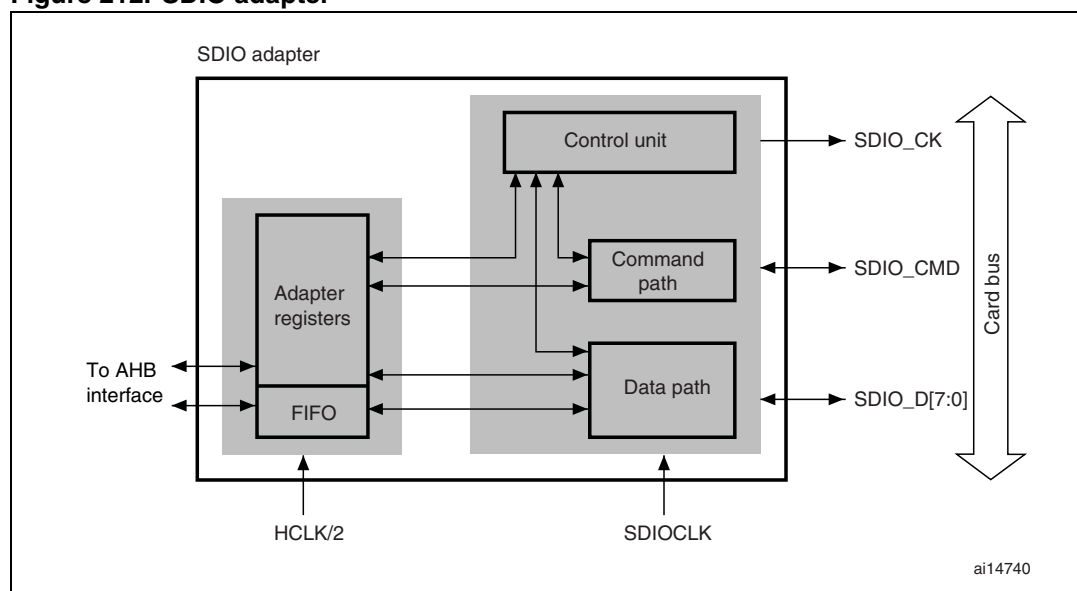 Figure 212. SDIO adapter
SDIO adapter
Control unit
SDIO_CK
Command
path
SDIO_CMD
Card bus
Adapter
registers
To AHB
interface
FIFO
Data path
SDIO_D[7:0]
HCLK/2
SDIOCLK
ai14740